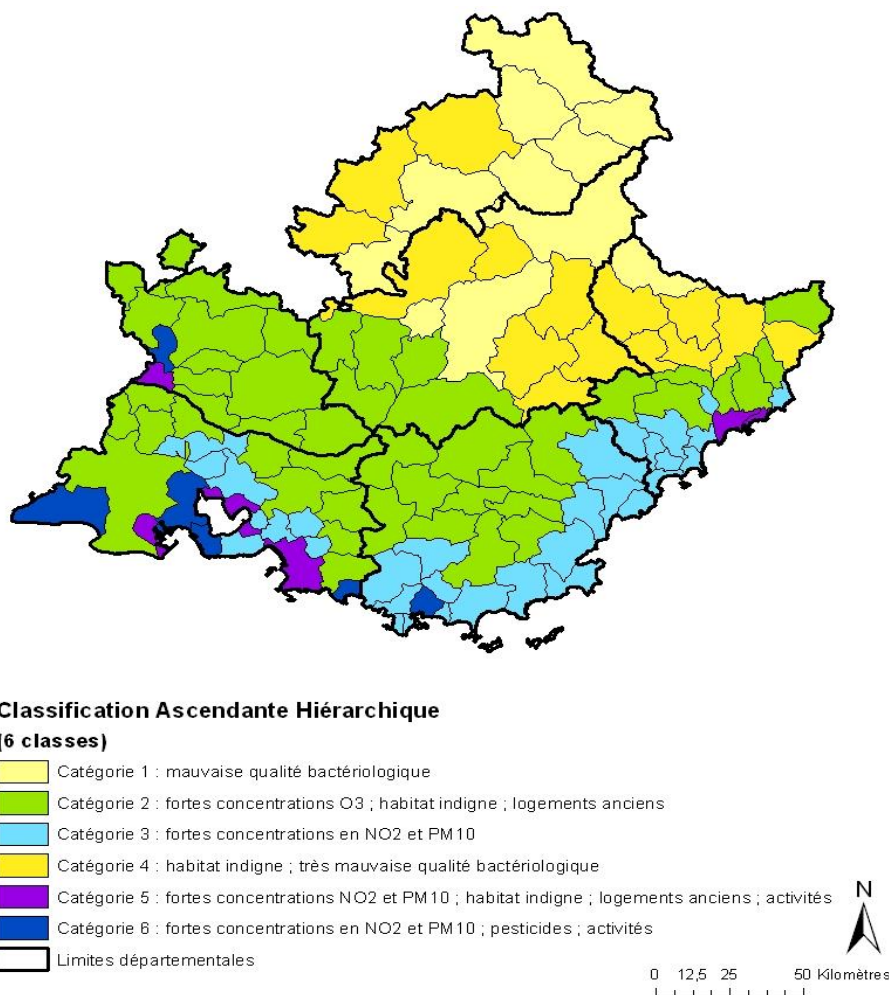 Classification Ascendante Hiérarchique
(6 classes)
Catégorie 1 : mauvaise qualité bactériologique
Catégorie 2 : fortes concentrations O3 ; habitat indigne ; logements anciens
Catégorie 3 : fortes concentrations en NO2 et PM10
Catégorie 4 : habitat indigne ; très mauvaise qualité bactériologique
Catégorie 5 : fortes concentrations NO2 et PM10 ; habitat indigne ; logements anciens ; activités
Catégorie 6 : fortes concentrations en NO2 et PM10 ; pesticides ; activités
Limites départementales
N
0 12,5 25 50 Kilomètres